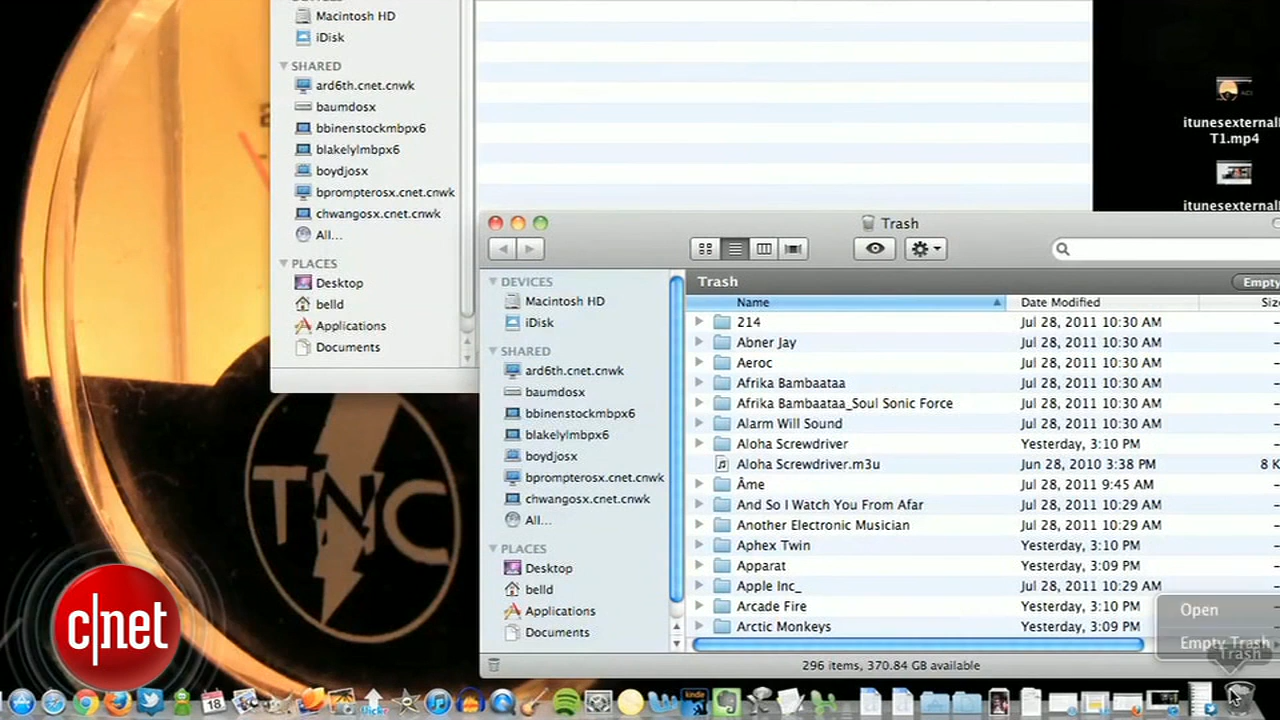 Macintosh HD
iDisk
SHARED
ard6th.cnet.cnwk
baumdosx
bbinenstockmbpx6
blakelylmbpx6
boydjosx
bprompterosx.cnet.cnwk
chwangosx.cnet.cnwk
All...
PLACES
Desktop
belld
Applications
Documents
itunesexternall
T1.mp4
itunesexternal
Trash
DEVICES
Macintosh HD
iDisk
SHARED
ard6th.cnet.cnwk
baumdosx
bbinenstockmbpx6
blakelylmbpx6
boydjosx
bprompterosx.cnet.cnwk
chwangosx.cnet.cnwk
All...
PLACES
Desktop
belld
Applications
Documents
Trash Empty
Name Date Modified Siz
214 Jul 28, 2011 10:30 AM --
Abner Jay Jul 28, 2011 10:30 AM --
Aeroc Jul 28, 2011 10:30 AM --
Afrika Bambaataa Jul 28, 2011 10:30 AM --
Afrika Bambaataa_Soul Sonic Force Jul 28, 2011 10:30 AM --
Alarm Will Sound Jul 28, 2011 10:30 AM --
Aloha Screwdriver Yesterday, 3:10 PM --
Aloha Screwdriver.m3u Jun 28, 2010 3:38 PM 8 K
Âme Jul 28, 2011 9:45 AM --
And So I Watch You From Afar Jul 28, 2011 10:29 AM --
Another Electronic Musician Jul 28, 2011 10:29 AM --
Aphex Twin Yesterday, 3:10 PM --
Apparat Yesterday, 3:09 PM --
Apple Inc_ Jul 28, 2011 10:29 AM
Arcade Fire Yesterday, 3:10 PM
Arctic Monkeys Yesterday, 3:09 PM
296 items, 370.84 GB available
Open
Empty Trash
Trash
TNC
c|net
18
flickr
kindle